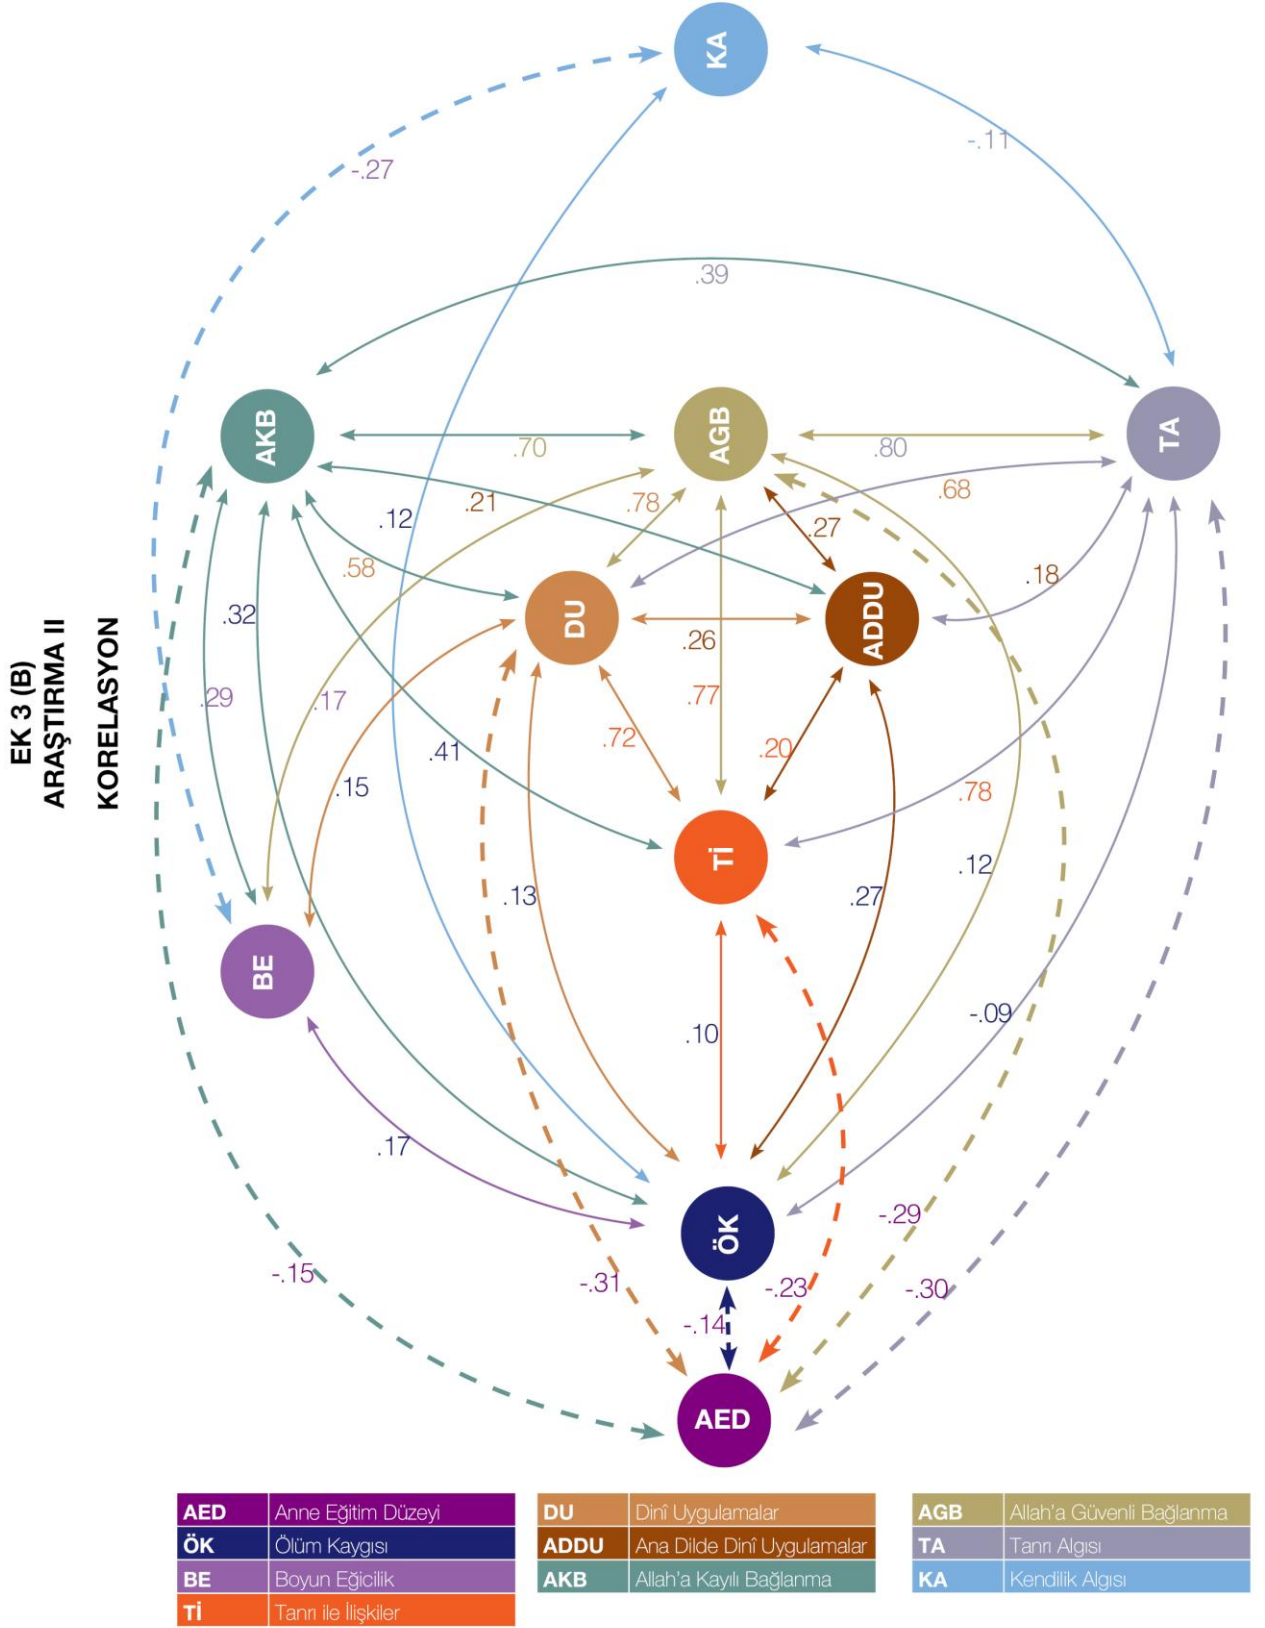 EK 3 (B)
ARAŞTIRMA II
KORELASYON
KA
-.27
-.11
.39
AKB
AGB
TA
.70
.80
.12
.21
.78
.68
.27
.58
.18
.32
DU
ADDU
.26
.29
.17
.77
.72
.20
.41
.15
.78
Tİ
.13
.27
.12
BE
.10
-.09
.17
ÖK
-.29
-.15
-.31
-.23
-.30
-.14
AED
AED Anne Eğitim Düzeyi
ÖK Ölüm Kaygısı
BE Boyun Eğicilik
Tİ Tanrı ile İlişkiler
DU Dinî Uygulamalar
ADDU Ana Dilde Dinî Uygulamalar
AKB Allah'a Kayılı Bağlanma
AGB Allah'a Güvenli Bağlanma
TA Tanrı Algısı
KA Kendilik Algısı